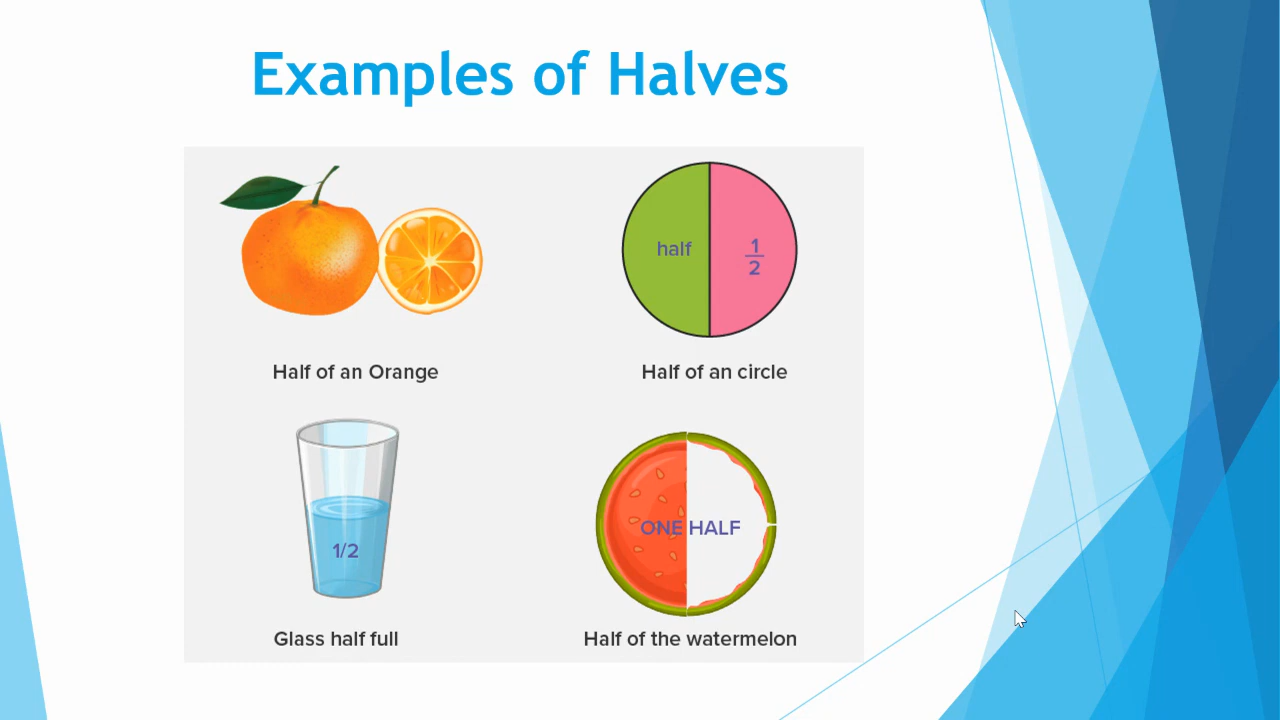 Examples of Halves
half
1
2
Half of an Orange
Half of an circle
1/2
ONE HALF
Glass half full
Half of the watermelon